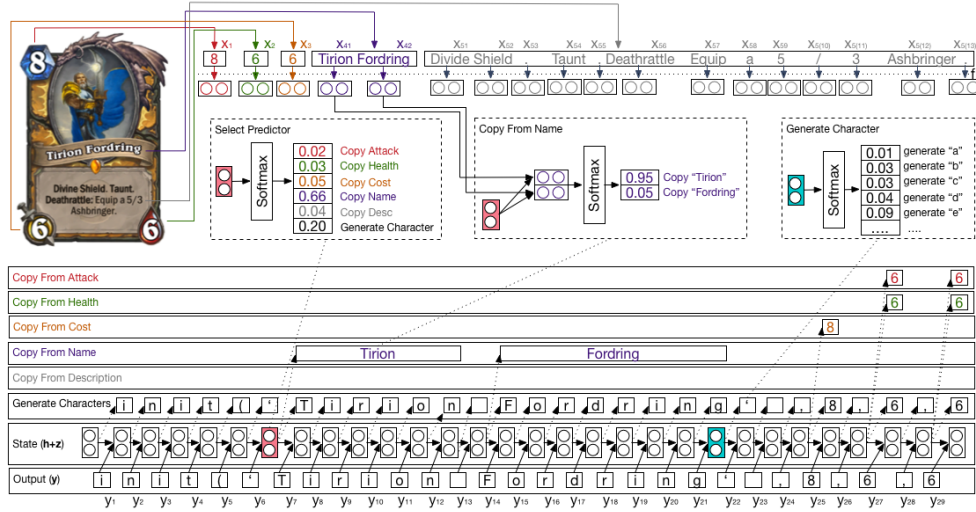 X1 X2 X3 X41 X42 X51 X52 X53 X54 X55 X56 X57 X58 X59 X5(10) X5(11) X5(12) X5(13)
8 6 6 Tirion Fordring Divide Shield . Taunt . Deathrattle Equip a 5 / 3 Ashbringer .
8
Tirion Fordring
Divine Shield. Taunt.
Deathrattle: Equip a 5/3
Ashbringer.
6 6
Select Predictor
Softmax
0.02 Copy Attack
0.03 Copy Health
0.05 Copy Cost
0.66 Copy Name
0.04 Copy Desc
0.20 Generate Character
Copy From Name
Softmax
0.95 Copy “Tirion”
0.05 Copy “Fordring”
Generate Character
Softmax
0.01 generate “a”
0.03 generate “b”
0.03 generate “c”
0.04 generate “d”
0.09 generate “e”
.... ....
Copy From Attack 6 6
Copy From Health 6 6
Copy From Cost 8
Copy From Name Tirion Fordring
Copy From Description
Generate Characters i n i t ( ‘ T i r i o n _ F o r d r i n g ‘ , 8 , 6 , 6
State (h+z)
Output (y) i n i t ( ‘ T i r i o n _ F o r d r i n g ‘ , 8 , 6 , 6
y1 y2 y3 y4 y5 y6 y7 y8 y9 y10 y11 y12 y13 y14 y15 y16 y17 y18 y19 y20 y21 y22 y23 y24 y25 y26 y27 y28 y29